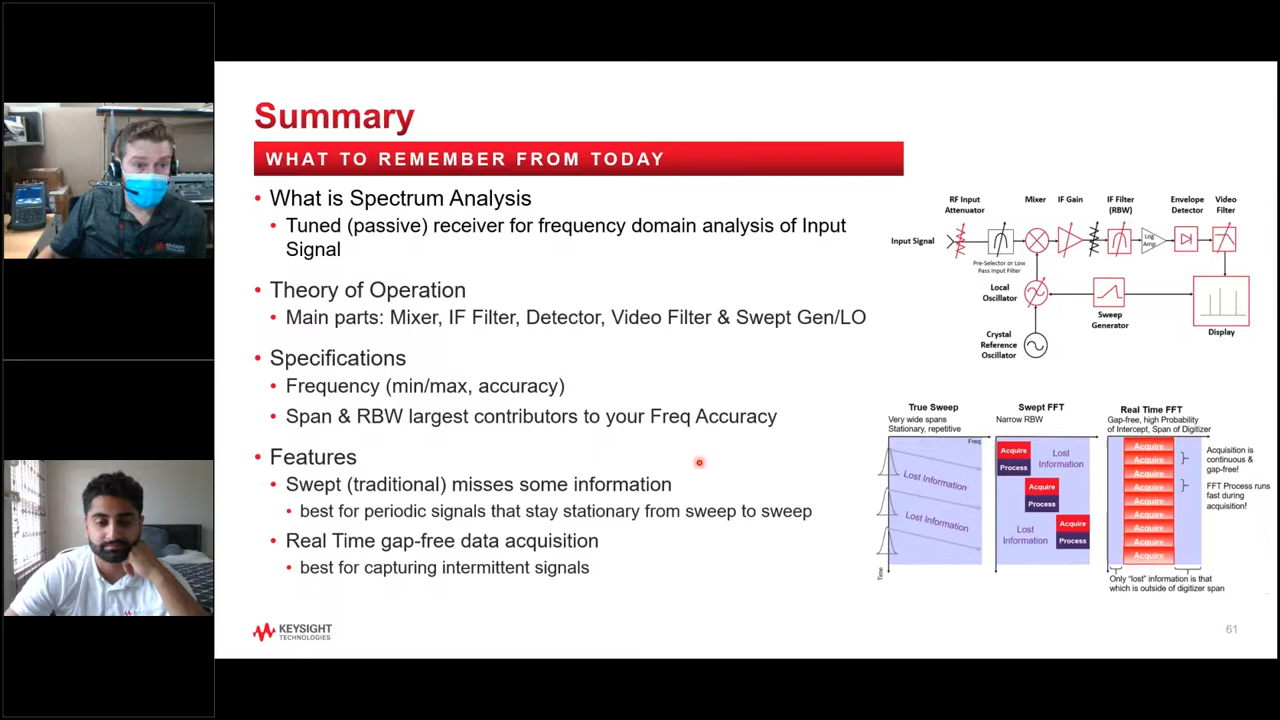 Summary
WHAT TO REMEMBER FROM TODAY
• What is Spectrum Analysis
• Tuned (passive) receiver for frequency domain analysis of Input
Signal
• Theory of Operation
• Main parts: Mixer, IF Filter, Detector, Video Filter & Swept Gen/LO
• Specifications
• Frequency (min/max, accuracy)
• Span & RBW largest contributors to your Freq Accuracy
• Features
• Swept (traditional) misses some information
• best for periodic signals that stay stationary from sweep to sweep
• Real Time gap-free data acquisition
• best for capturing intermittent signals
RF Input
Attenuator
Mixer
IF Gain
IF Filter
(RBW)
Envelope
Detector
Video
Filter
Input Signal
Log
Amp
Pre-Selector or Low
Pass Input Filter
Local
Oscillator
Sweep
Generator
Display
Crystal
Reference
Oscillator
True Sweep
Very wide spans
Stationary, repetitive
Freq
Lost Information
Lost Information
Time
Swept FFT
Narrow RBW
Acquire
Process
Lost
Information
Acquire
Process
Lost
Information
Acquire
Process
Real Time FFT
Gap-free, high Probability
of Intercept, Span of Digitizer
Acquire
Acquire
Acquire
Acquire
Acquire
Acquire
Acquire
Acquire
Acquire
Acquisition is
continuous &
gap-free!
FFT Process runs
fast during
acquisition!
Only "lost" information is that
which is outside of digitizer span
KEYSIGHT
TECHNOLOGIES
61
KEYSIGHT